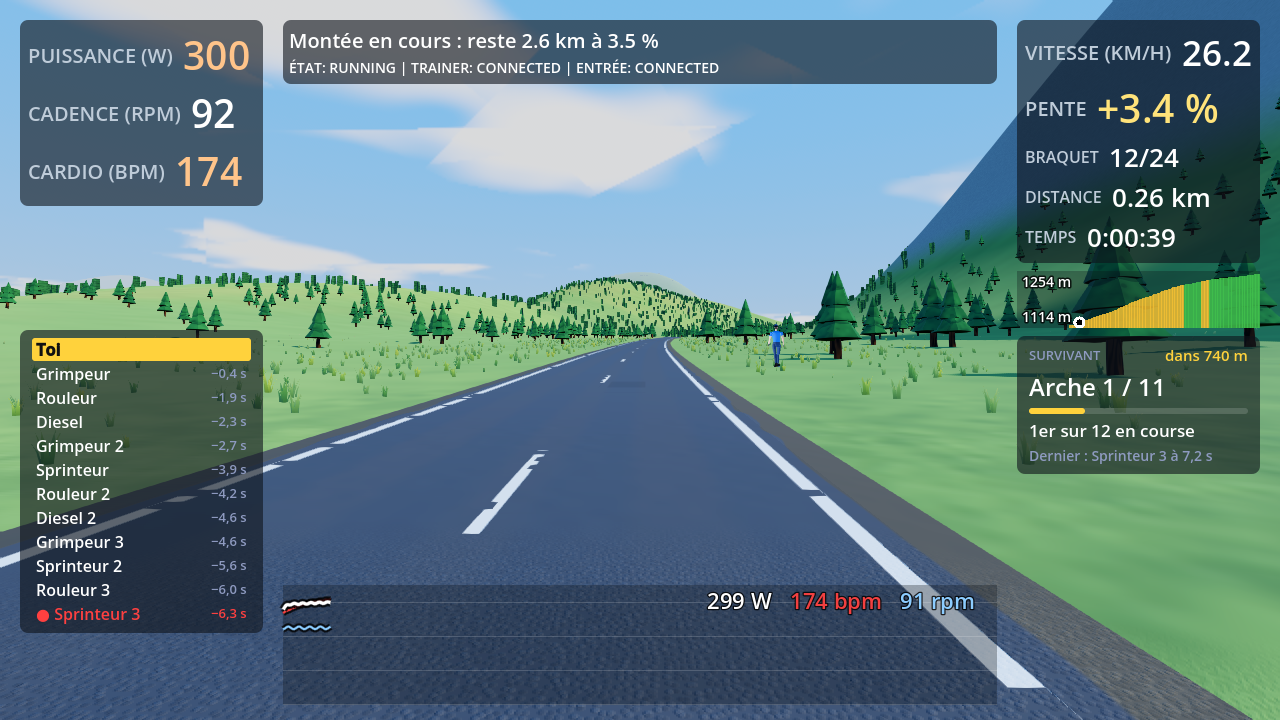 PUISSANCE (W) 300
CADENCE (RPM) 92
CARDIO (BPM) 174
Montée en cours : reste 2.6 km à 3.5 %
ÉTAT: RUNNING | TRAINER: CONNECTED | ENTRÉE: CONNECTED
VITESSE (KM/H) 26.2
PENTE +3.4 %
BRAQUET 12/24
DISTANCE 0.26 km
TEMPS 0:00:39
1254 m
1114 m
SURVIVANT dans 740 m
Arche 1 / 11
1er sur 12 en course
Dernier : Sprinteur 3 à 7,2 s
Toi
Grimpeur −0,4 s
Rouleur −1,9 s
Diesel −2,3 s
Grimpeur 2 −2,7 s
Sprinteur −3,9 s
Rouleur 2 −4,2 s
Diesel 2 −4,6 s
Grimpeur 3 −4,6 s
Sprinteur 2 −5,6 s
Rouleur 3 −6,0 s
Sprinteur 3 −6,3 s
299 W 174 bpm 91 rpm